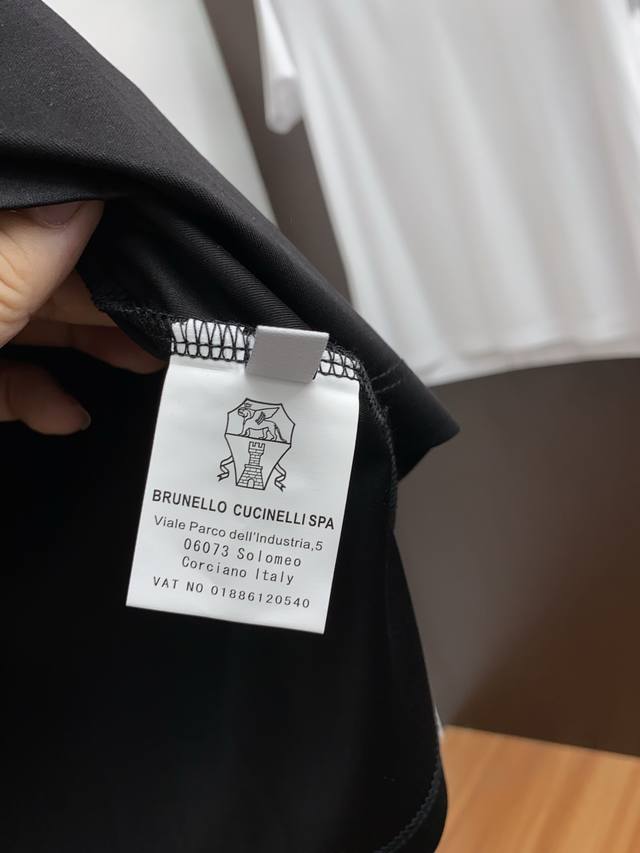 BRUNELLO CUCINELLI SPA
Viale Parco dell'Industria,5
06073 Solomeo
Corciano Italy
VAT NO 01886120540